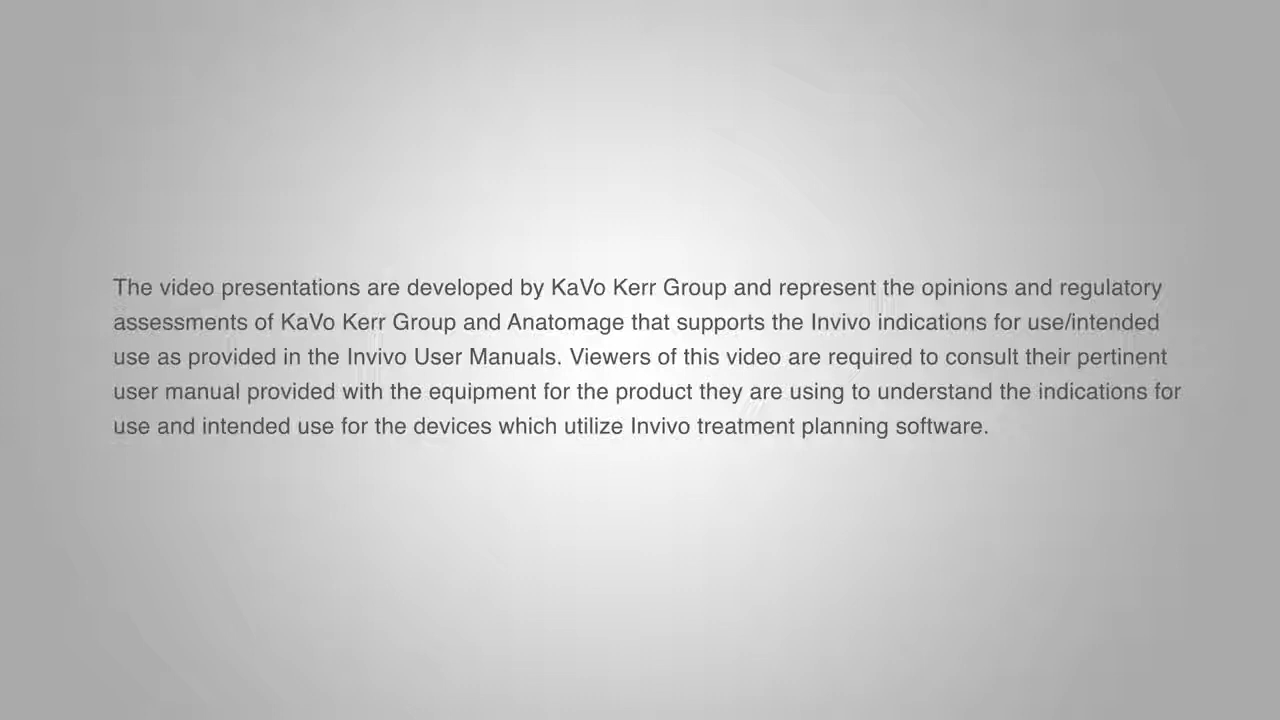 The video presentations are developed by KaVo Kerr Group and represent the opinions and regulatory
assessments of KaVo Kerr Group and Anatomage that supports the Invivo indications for use/intended
use as provided in the Invivo User Manuals. Viewers of this video are required to consult their pertinent
user manual provided with the equipment for the product they are using to understand the indications for
use and intended use for the devices which utilize Invivo treatment planning software.